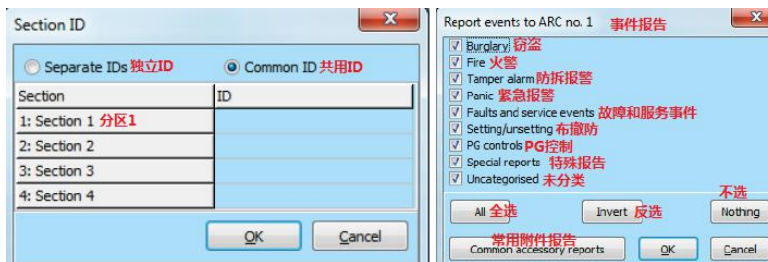 Section ID
Separate IDs 独立ID
Common ID 共用ID
Section ID
1: Section 1 分区1
2: Section 2
3: Section 3
4: Section 4
OK Cancel
Report events to ARC no. 1 事件报告
Burglary 窃盗
Fire 火警
Tamper alarm 防拆报警
Panic 紧急报警
Faults and service events 故障和服务事件
Setting/unsetting 布撤防
PG controls PG控制
Special reports 特殊报告
Uncategorised 未分类
不选
All 全选 Invert 反选 Nothing
常用附件报告
Common accessory reports OK Cancel